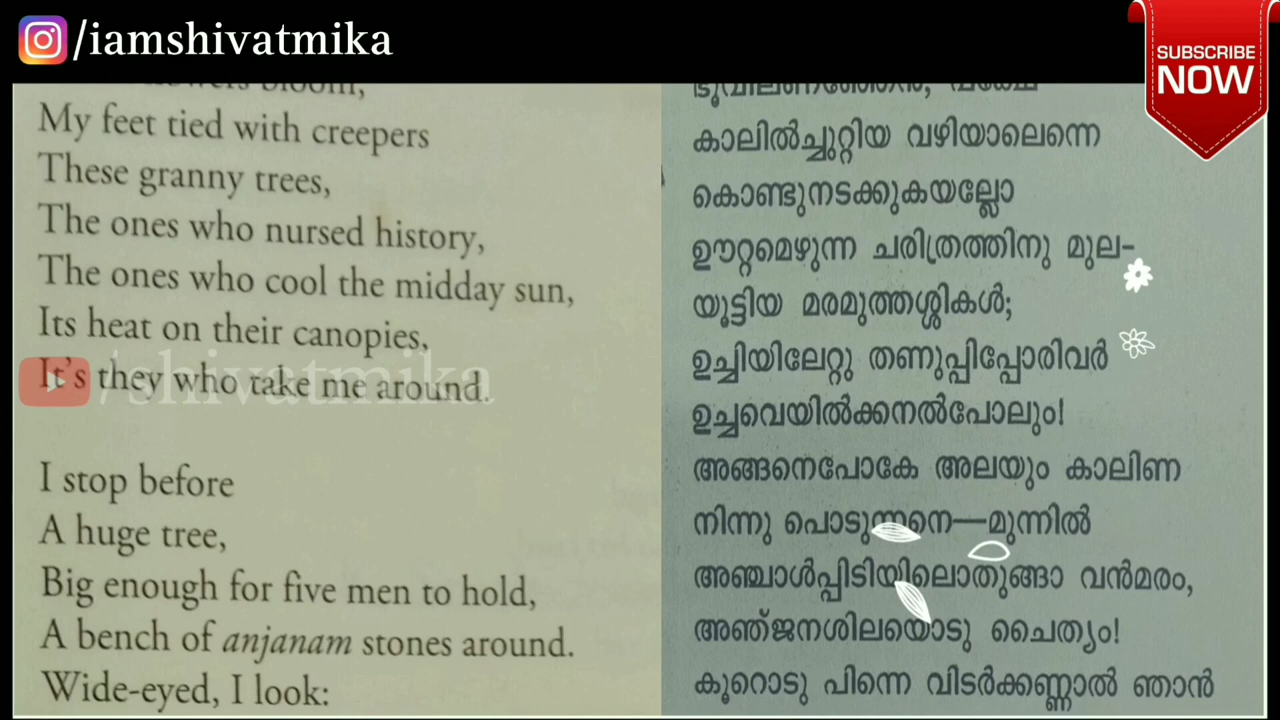 /iamshivatmika
SUBSCRIBE
NOW
bloom,
My feet tied with creepers
These granny trees,
The ones who nursed history,
The ones who cool the midday sun,
Its heat on their canopies,
It's they who take me around.
/shivatmika
I stop before
A huge tree,
Big enough for five men to hold,
A bench of anjanam stones around.
Wide-eyed, I look:
കാലിൽച്ചുറ്റിയ വഴിയാലെന്നെ
കൊണ്ടുനടക്കുകയല്ലോ
ഊറ്റമെഴുന്ന ചരിത്രത്തിനു മുല-
യൂട്ടിയ മരമുത്തശ്ശികൾ;
ഉച്ചിയിലേറ്റു തണുപ്പിപ്പോരിവർ
ഉച്ചവെയിൽക്കനൽപോലും!
അങ്ങനെപോകേ അലയും കാലിണ
നിന്നു പൊടുന്നനെ—മുന്നിൽ
അഞ്ചാൾപ്പിടിയിലൊതുങ്ങാ വൻമരം,
അഞ്ജനശിലയൊടു ചൈത്യം!
കൂറൊടു പിന്നെ വിടർക്കണ്ണാൽ ഞാൻ